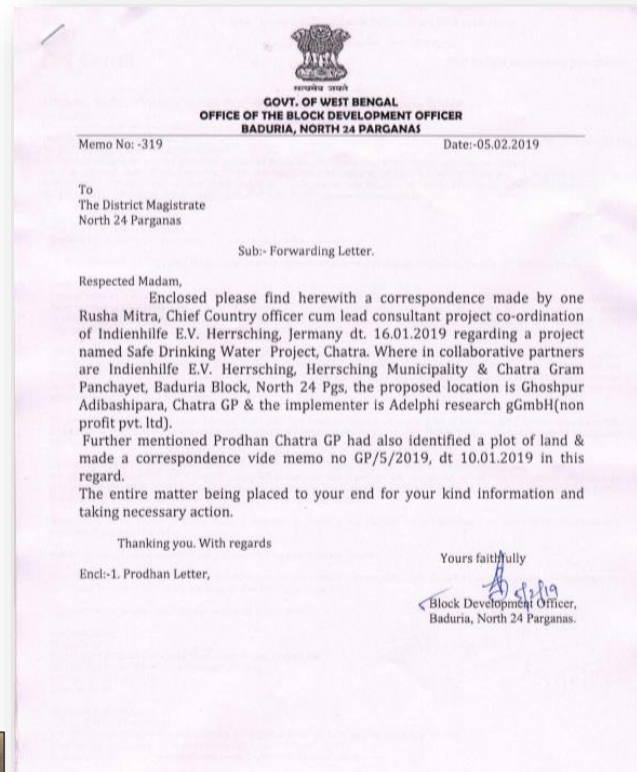 सत्यमेव जयते
GOVT. OF WEST BENGAL
OFFICE OF THE BLOCK DEVELOPMENT OFFICER
BADURIA, NORTH 24 PARGANAS
Memo No: -319 Date:-05.02.2019
To
The District Magistrate
North 24 Parganas
Sub:- Forwarding Letter.
Respected Madam,
Enclosed please find herewith a correspondence made by one
Rusha Mitra, Chief Country officer cum lead consultant project co-ordination
of Indienhilfe E.V. Herrsching, Jermany dt. 16.01.2019 regarding a project
named Safe Drinking Water Project, Chatra. Where in collaborative partners
are Indienhilfe E.V. Herrsching, Herrsching Municipality & Chatra Gram
Panchayet, Baduria Block, North 24 Pgs, the proposed location is Ghoshpur
Adibashipara, Chatra GP & the implementer is Adelphi research gGmbH(non
profit pvt. ltd).
Further mentioned Prodhan Chatra GP had also identified a plot of land &
made a correspondence vide memo no GP/5/2019, dt 10.01.2019 in this
regard.
The entire matter being placed to your end for your kind information and
taking necessary action.
Thanking you. With regards
Yours faithfully
Encl:-1. Prodhan Letter,
5/2/19
Block Development Officer,
Baduria, North 24 Parganas.